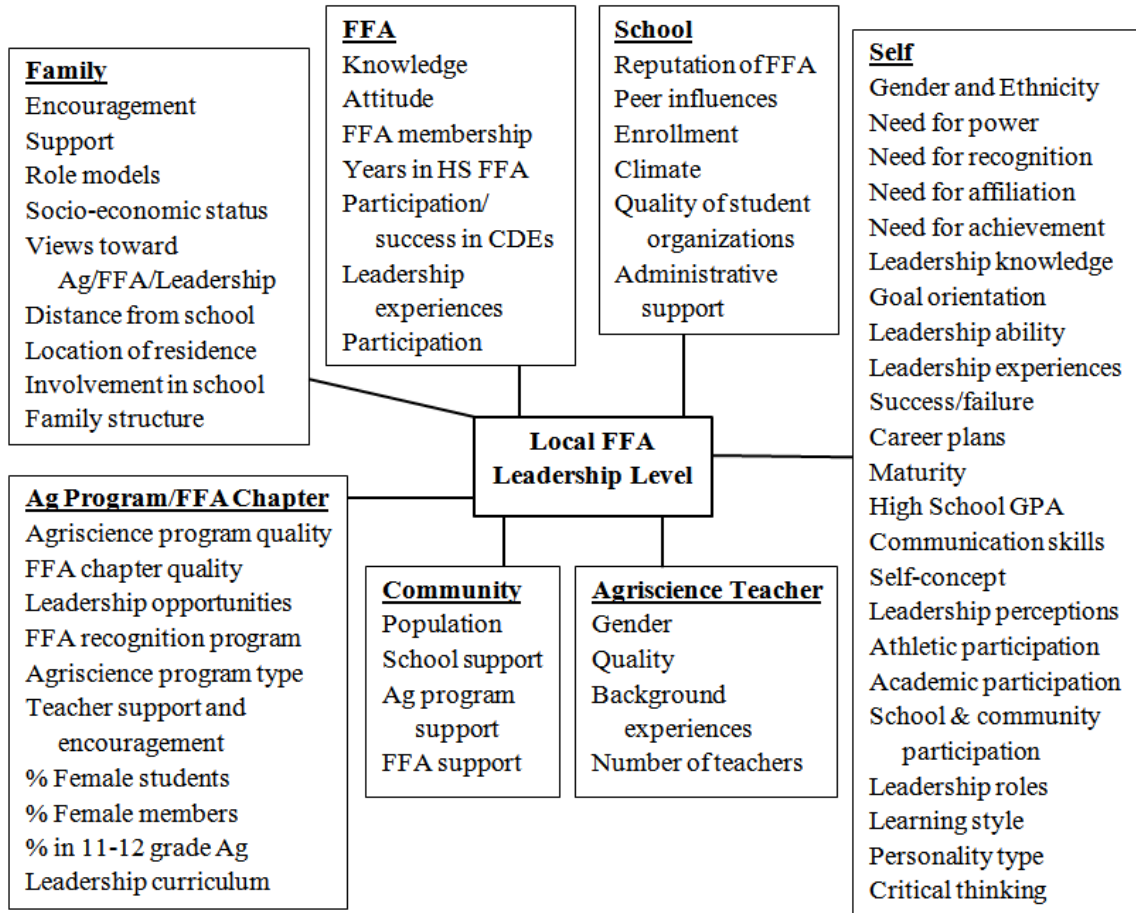 Family
Encouragement
Support
Role models
Socio-economic status
Views toward
Ag/FFA/Leadership
Distance from school
Location of residence
Involvement in school
Family structure
FFA
Knowledge
Attitude
FFA membership
Years in HS FFA
Participation/
success in CDEs
Leadership
experiences
Participation
School
Reputation of FFA
Peer influences
Enrollment
Climate
Quality of student
organizations
Administrative
support
Self
Gender and Ethnicity
Need for power
Need for recognition
Need for affiliation
Need for achievement
Leadership knowledge
Goal orientation
Leadership ability
Leadership experiences
Success/failure
Career plans
Maturity
High School GPA
Communication skills
Self-concept
Leadership perceptions
Athletic participation
Academic participation
School & community
participation
Leadership roles
Learning style
Personality type
Critical thinking
Local FFA
Leadership Level
Ag Program/FFA Chapter
Agriscience program quality
FFA chapter quality
Leadership opportunities
FFA recognition program
Agriscience program type
Teacher support and
encouragement
% Female students
% Female members
% in 11-12 grade Ag
Leadership curriculum
Community
Population
School support
Ag program
support
FFA support
Agriscience Teacher
Gender
Quality
Background
experiences
Number of teachers